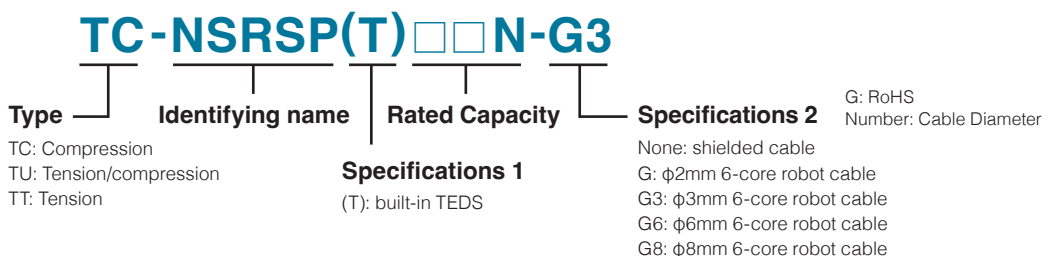 TC-NSRSP(T)□□N-G3
Type
TC: Compression
TU: Tension/compression
TT: Tension
Identifying name
Specifications 1
(T): built-in TEDS
Rated Capacity
Specifications 2
G: RoHS
Number: Cable Diameter
None: shielded cable
G: φ2mm 6-core robot cable
G3: φ3mm 6-core robot cable
G6: φ6mm 6-core robot cable
G8: φ8mm 6-core robot cable